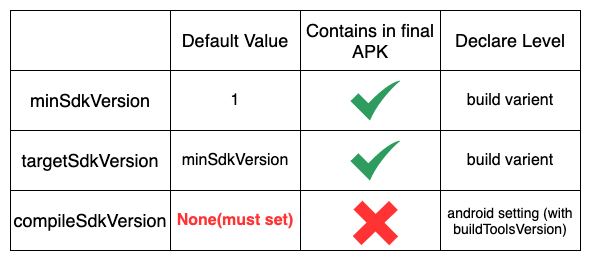 Default Value
Contains in final
APK
Declare Level
minSdkVersion
1
build varient
targetSdkVersion
minSdkVersion
build varient
compileSdkVersion
None(must set)
android setting (with
buildToolsVersion)